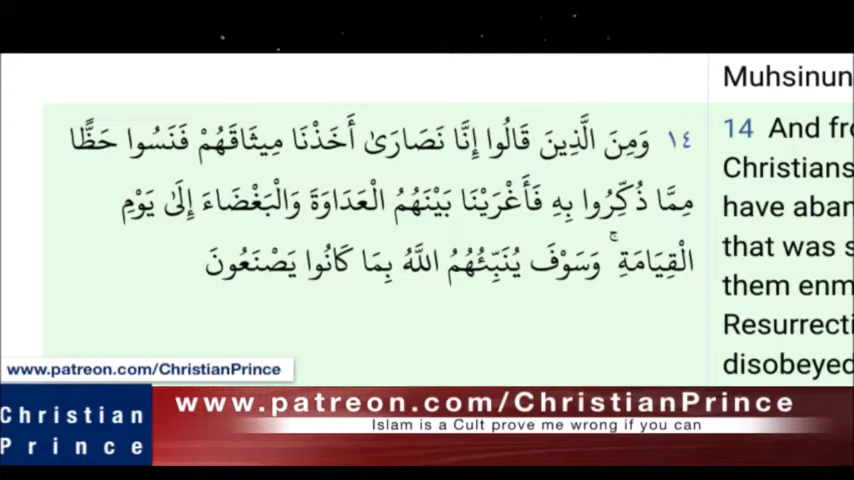 Muhsinun
١٤ وَمِنَ الَّذِينَ قَالُوا إِنَّا نَصَارَىٰ أَخَذْنَا مِيثَاقَهُمْ فَنَسُوا حَظًّا
مِمَّا ذُكِّرُوا بِهِ فَأَغْرَيْنَا بَيْنَهُمُ الْعَدَاوَةَ وَالْبَغْضَاءَ إِلَىٰ يَوْمِ
الْقِيَامَةِ ۚ وَسَوْفَ يُنَبِّئُهُمُ اللَّهُ بِمَا كَانُوا يَصْنَعُونَ
14 And fro
Christians
have aban
that was s
them enm
Resurrecti
disobeyed
www.patreon.com/ChristianPrince
Christian
Prince
www.patreon.com/ChristianPrince
Islam is a Cult prove me wrong if you can